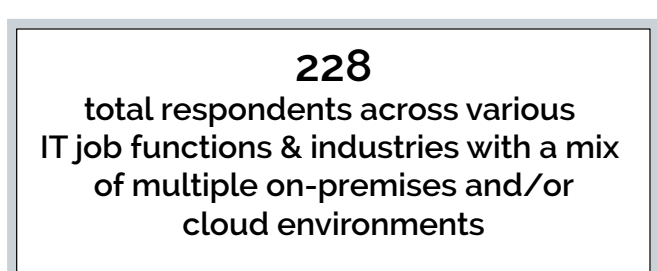 228
total respondents across various
IT job functions & industries with a mix
of multiple on-premises and/or
cloud environments